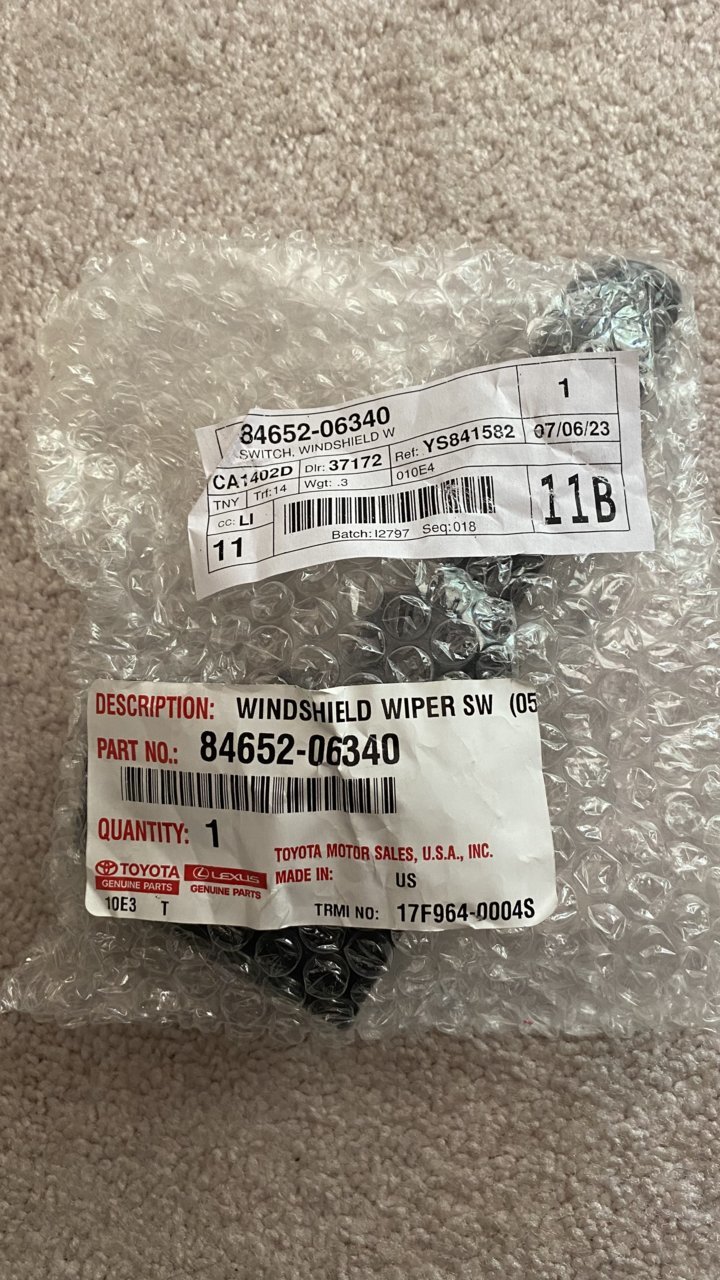 84652-06340
SWITCH, WINDSHIELD W
1
CA1402D Dlr: 37172 Ref: YS841582 07/06/23
TNY Trf:14 Wgt: .3 010E4
CC: LI
11
Batch:I2797 Seq:018
11B
DESCRIPTION: WINDSHIELD WIPER SW (05
PART NO.: 84652-06340
QUANTITY: 1
TOYOTA MOTOR SALES, U.S.A., INC.
TOYOTA
GENUINE PARTS
LEXUS
GENUINE PARTS
MADE IN: US
10E3 T TRMI NO: 17F964-0004S